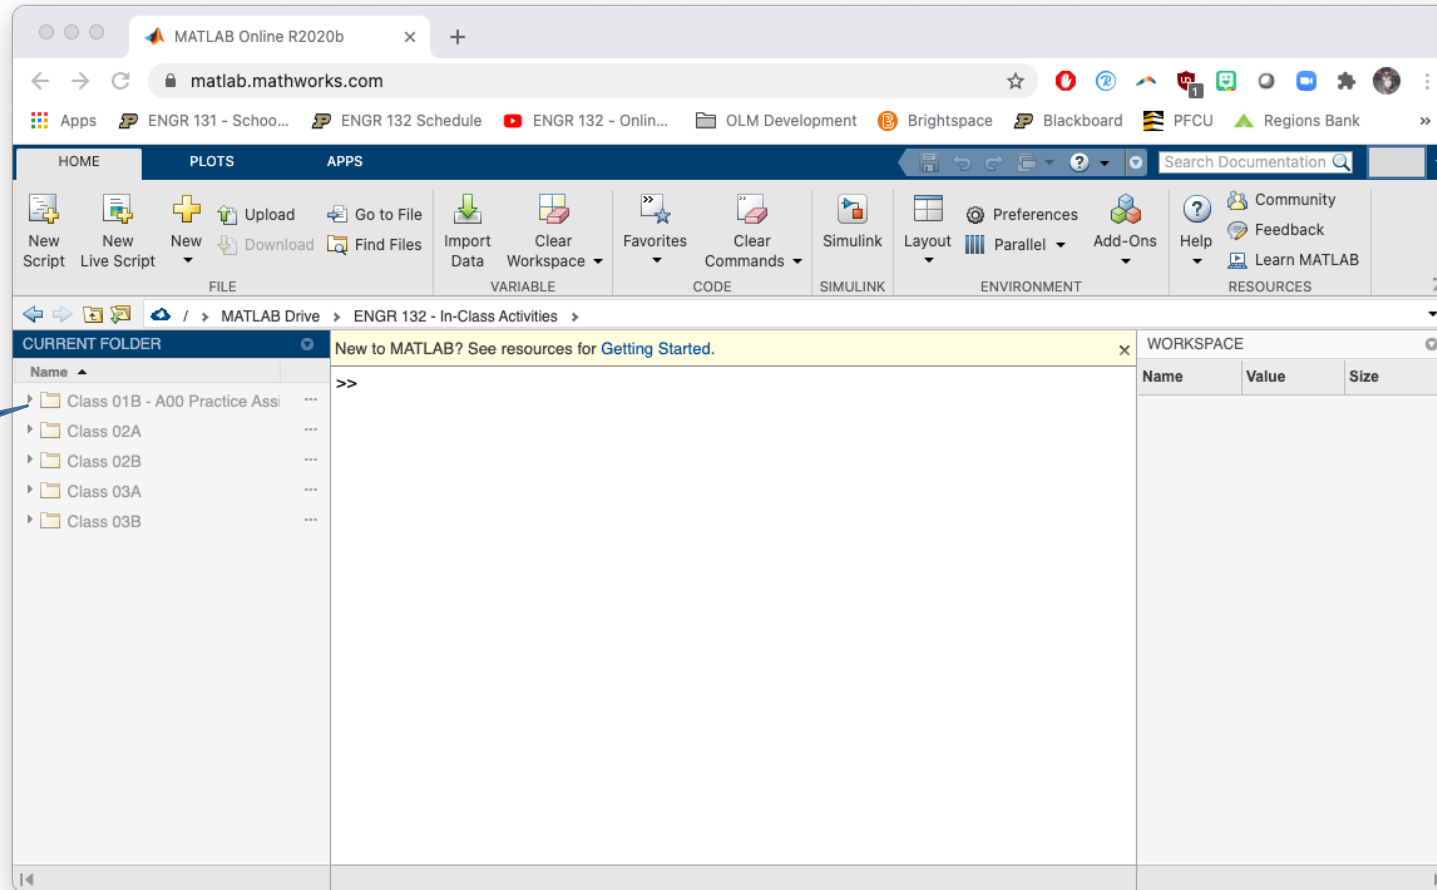 MATLAB Online R2020b
matlab.mathworks.com
1
Apps ENGR 131 - Schoo... ENGR 132 Schedule ENGR 132 - Onlin... OLM Development Brightspace Blackboard PFCU Regions Bank »
HOME PLOTS APPS Search Documentation
New Script
New Live Script
New
Upload
Download
Go to File
Find Files
FILE
Import Data
Clear Workspace
VARIABLE
Favorites
Clear Commands
CODE
Simulink
SIMULINK
Layout
Preferences
Parallel
Add-Ons
ENVIRONMENT
Help
Community
Feedback
Learn MATLAB
RESOURCES
/ › MATLAB Drive › ENGR 132 - In-Class Activities ›
CURRENT FOLDER
Name
Class 01B - A00 Practice Assi ...
Class 02A ...
Class 02B ...
Class 03A ...
Class 03B ...
New to MATLAB? See resources for Getting Started.
>>
WORKSPACE
Name Value Size